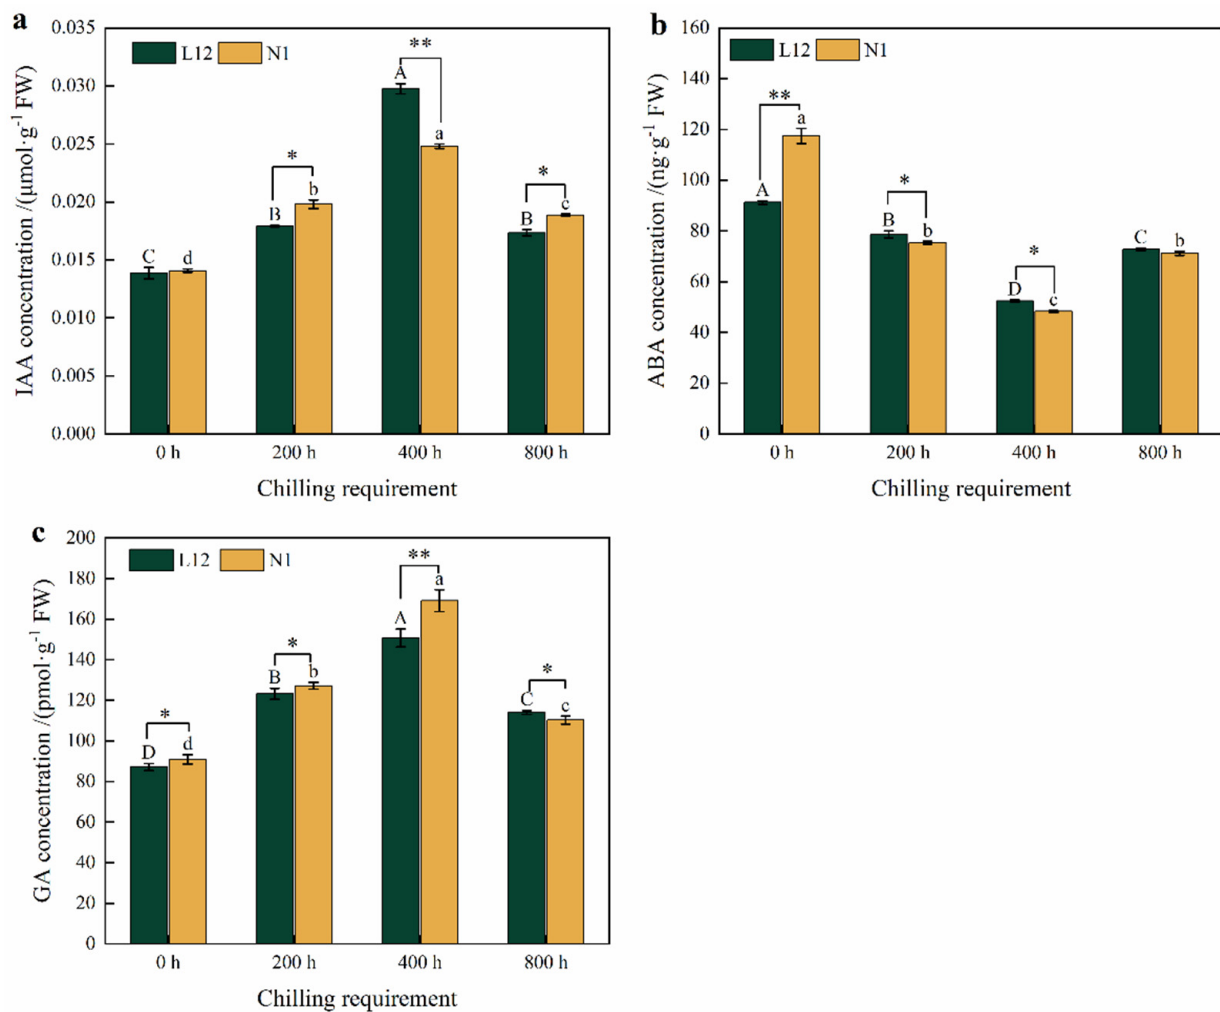 a
L12 N1
IAA concentration /(μmol·g⁻¹ FW)
0.035
0.030
0.025
0.020
0.015
0.010
0.005
0.000
C d
* B b
** A a
* B c
0 h 200 h 400 h 800 h
Chilling requirement
b
L12 N1
ABA concentration /(ng·g⁻¹ FW)
160
140
120
100
80
60
40
20
0
** A a
* B b
* D c
C b
0 h 200 h 400 h 800 h
Chilling requirement
c
L12 N1
GA concentration /(pmol·g⁻¹ FW)
200
180
160
140
120
100
80
60
40
20
0
* D d
* B b
** A a
* C c
0 h 200 h 400 h 800 h
Chilling requirement